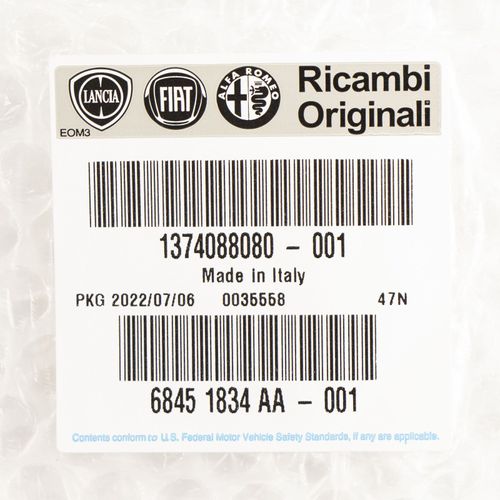 LANCIA FIAT ALFA ROMEO Ricambi
Originali
EOM3
1374088080 - 001
Made in Italy
PKG 2022/07/06 0035558 47N
6845 1834 AA - 001
Contents conform to U.S. Federal Motor Vehicle Safety Standards, if any are applicable.